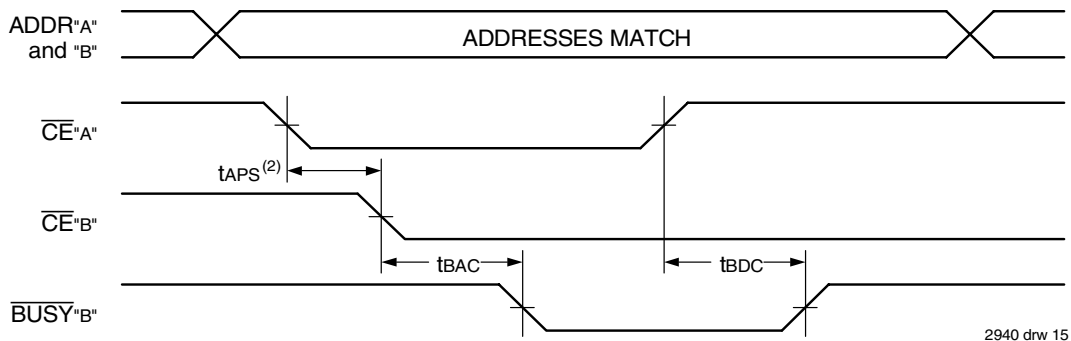 ADDR"A"
and "B"
ADDRESSES MATCH
CE"A"
tAPS(2)
CE"B"
tBAC
tBDC
BUSY"B"
2940 drw 15